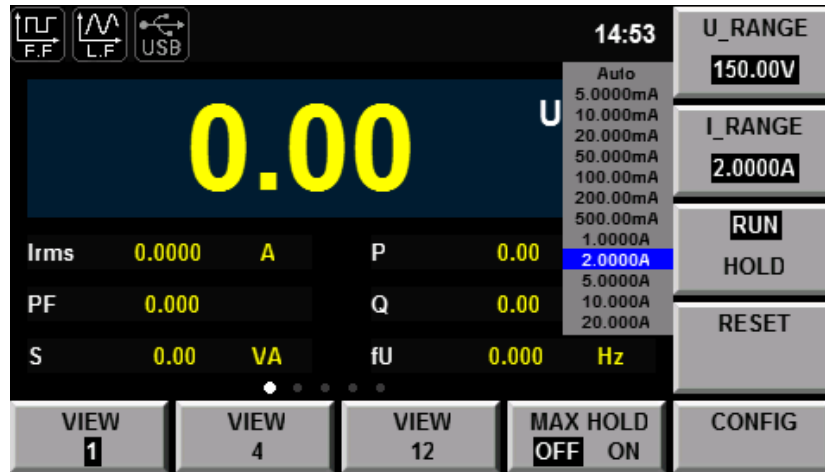 F.F
L.F
USB
14:53
U_RANGE
150.00V
Auto
5.0000mA
10.000mA
20.000mA
50.000mA
100.00mA
200.00mA
500.00mA
1.0000A
2.0000A
5.0000A
10.000A
20.000A
0.00
U
I_RANGE
2.0000A
RUN
HOLD
Irms 0.0000 A P 0.00
PF 0.000 Q 0.00
S 0.00 VA fU 0.000 Hz
RESET
VIEW
1
VIEW
4
VIEW
12
MAX HOLD
OFF ON
CONFIG